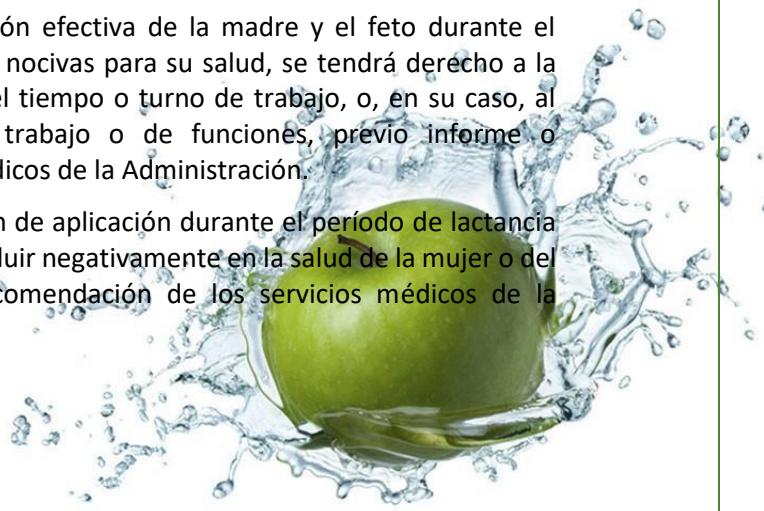 ón efectiva de la madre y el feto durante el
nocivas para su salud, se tendrá derecho a la
el tiempo o turno de trabajo, o, en su caso, al
trabajo o de funciones, previo informe o
dicos de la Administración.
n de aplicación durante el período de lactancia
luir negativamente en la salud de la mujer o del
comendación de los servicios médicos de la